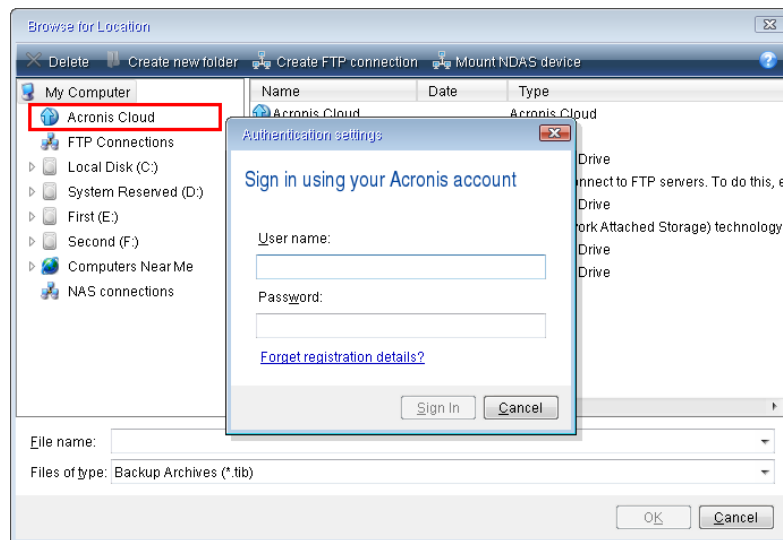 Browse for Location
Delete Create new folder Create FTP connection Mount NDAS device ?
My Computer
Acronis Cloud
FTP Connections
Local Disk (C:)
System Reserved (D:)
First (E:)
Second (F:)
Computers Near Me
NAS connections
Name Date Type
Acronis Cloud Acronis Cloud
Drive
nnect to FTP servers. To do this, e
Drive
ork Attached Storage) technology
Drive
Drive
Authentication settings
Sign in using your Acronis account
User name:
Password:
Forget registration details?
Sign In Cancel
File name:
Files of type: Backup Archives (*.tib)
OK Cancel